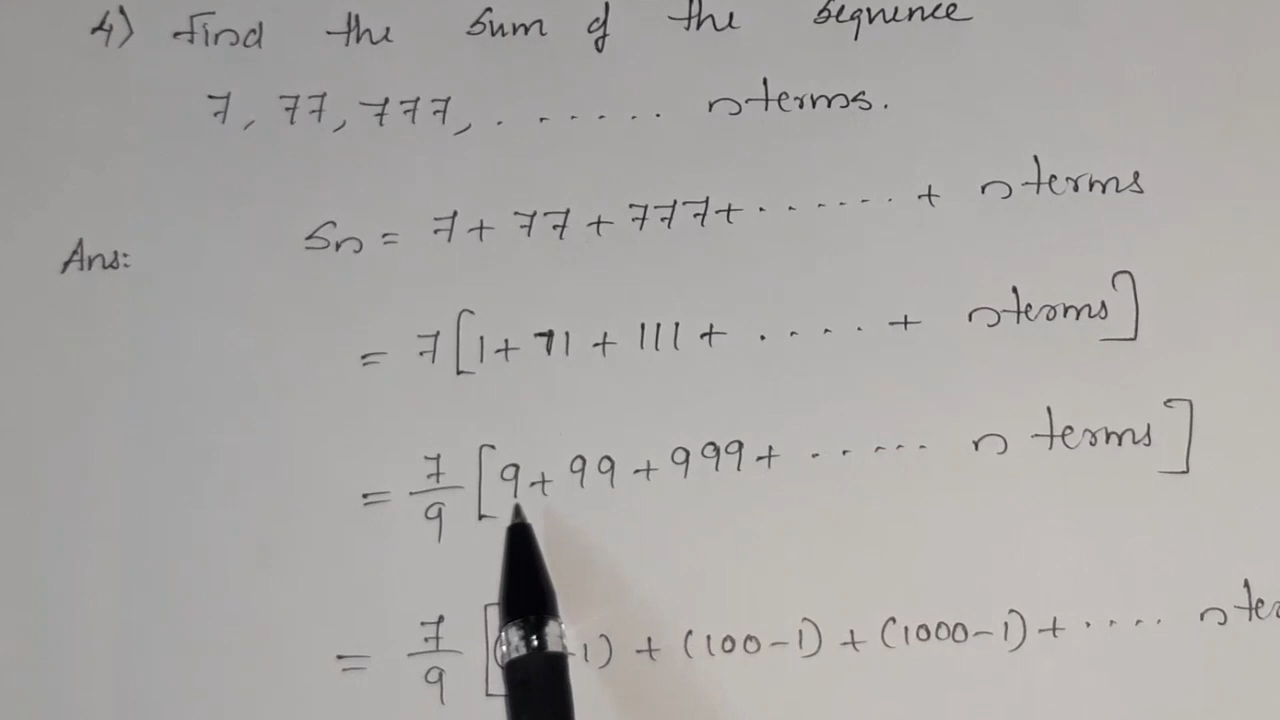 4) Find the sum of the sequence
7, 77, 777, ....... n terms.
Ans: Sn = 7 + 77 + 777 + ....... + n terms
= 7 [1 + 11 + 111 + .... + n terms]
= 7/9 [9 + 99 + 999 + ...... n terms]
= 7/9 [( -1) + (100-1) + (1000-1) + ....